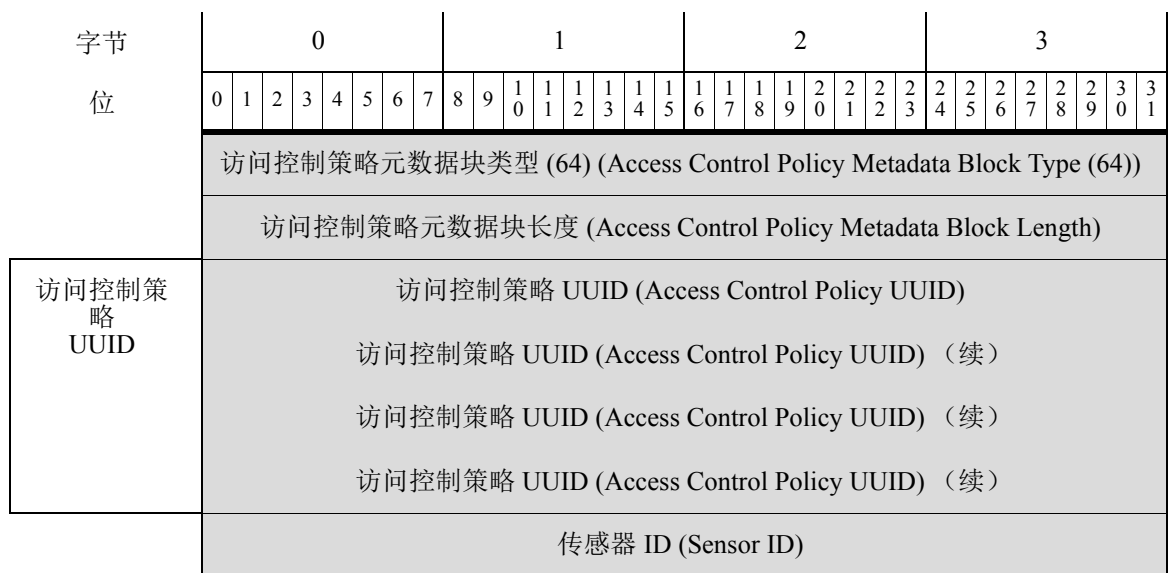 字节 0 1 2 3
位 0 1 2 3 4 5 6 7 8 9 10 11 12 13 14 15 16 17 18 19 20 21 22 23 24 25 26 27 28 29 30 31
访问控制策略元数据块类型 (64) (Access Control Policy Metadata Block Type (64))
访问控制策略元数据块长度 (Access Control Policy Metadata Block Length)
访问控制策
略
UUID
访问控制策略 UUID (Access Control Policy UUID)
访问控制策略 UUID (Access Control Policy UUID) （续）
访问控制策略 UUID (Access Control Policy UUID) （续）
访问控制策略 UUID (Access Control Policy UUID) （续）
传感器 ID (Sensor ID)